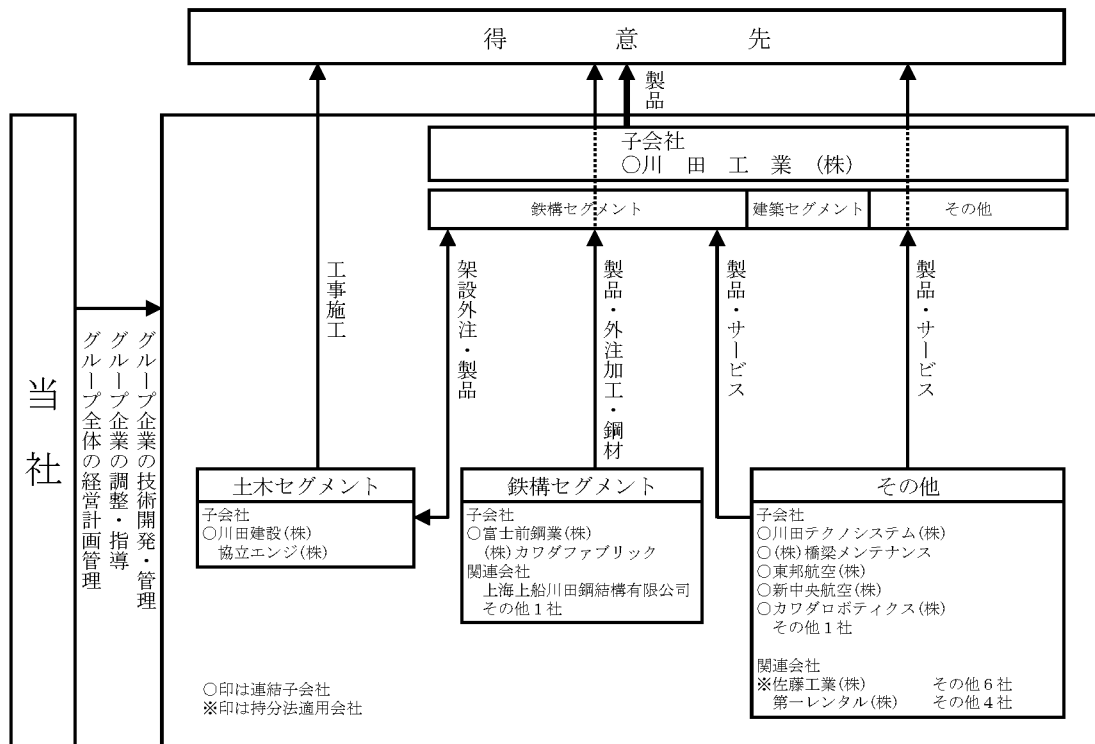 得意先
製品
子会社
○川田工業(株)
鉄構セグメント
建築セグメント
その他
工事施工
架設外注・製品
製品・外注加工・鋼材
製品・サービス
製品・サービス
当社
グループ企業の技術開発・管理
グループ企業の調整・指導
グループ全体の経営計画管理
土木セグメント
子会社
○川田建設(株)
協立エンジ(株)
鉄構セグメント
子会社
○富士前鋼業(株)
(株)カワダファブリック
関連会社
上海上船川田鋼結構有限公司
その他1社
その他
子会社
○川田テクノシステム(株)
○(株)橋梁メンテナンス
○東邦航空(株)
○新中央航空(株)
○カワダロボティクス(株)
その他1社
関連会社
※佐藤工業(株) その他6社
第一レンタル(株) その他4社
○印は連結子会社
※印は持分法適用会社